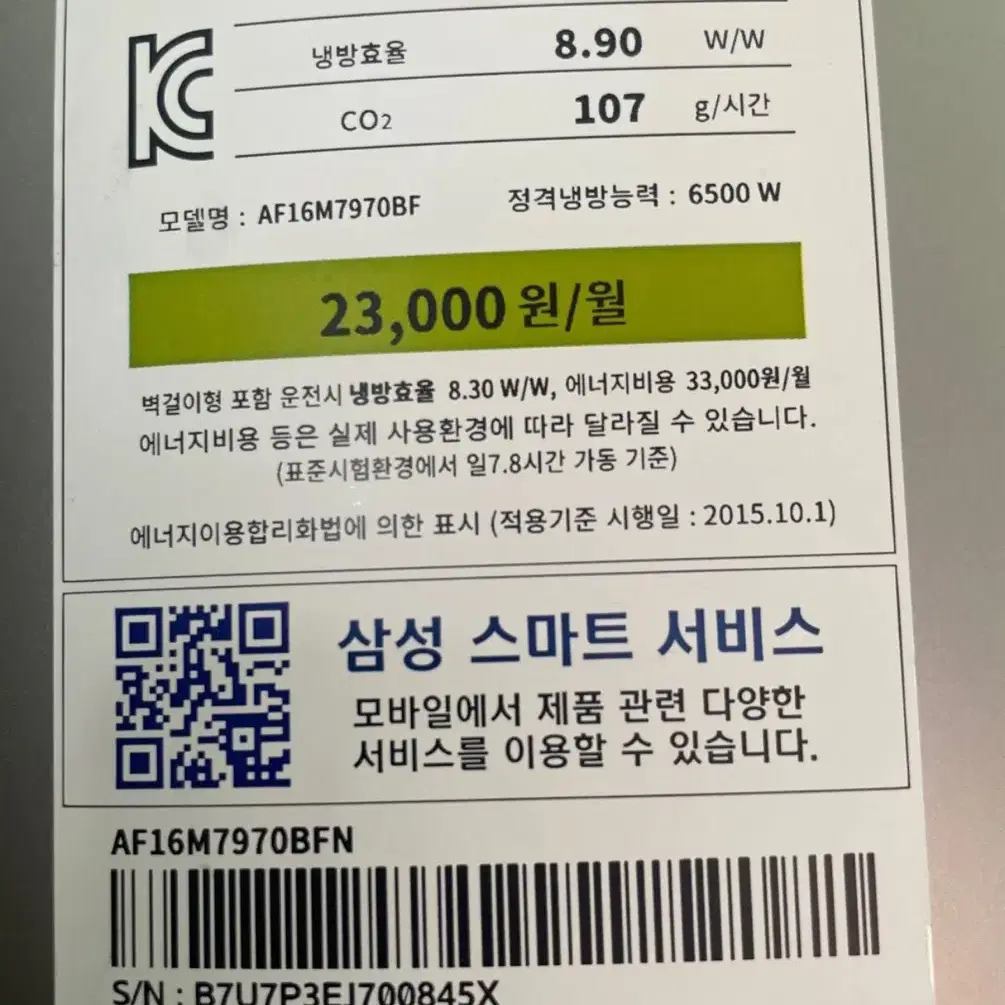 냉방효율 8.90 W/W
CO2 107 g/시간
모델명 : AF16M7970BF 정격냉방능력 : 6500 W
23,000 원/월
벽걸이형 포함 운전시 냉방효율 8.30 W/W, 에너지비용 33,000원/월
에너지비용 등은 실제 사용환경에 따라 달라질 수 있습니다.
(표준시험환경에서 일7.8시간 가동 기준)
에너지이용합리화법에 의한 표시 (적용기준 시행일 : 2015.10.1)
삼성 스마트 서비스
모바일에서 제품 관련 다양한
서비스를 이용할 수 있습니다.
AF16M7970BFN
S/N : B7U7P3EJ700845X